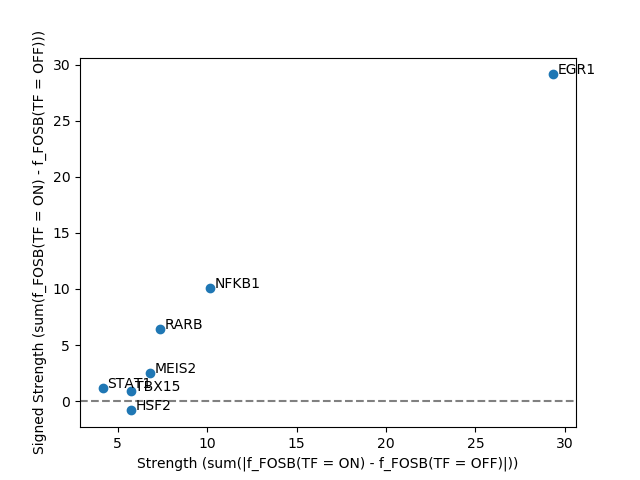 Signed Strength (sum(f_FOSB(TF = ON) - f_FOSB(TF = OFF)))
30
25
20
15
10
5
0
EGR1
NFKB1
RARB
MEIS2
STAT1
TBX15
HSF2
5 10 15 20 25 30
Strength (sum(|f_FOSB(TF = ON) - f_FOSB(TF = OFF)|))